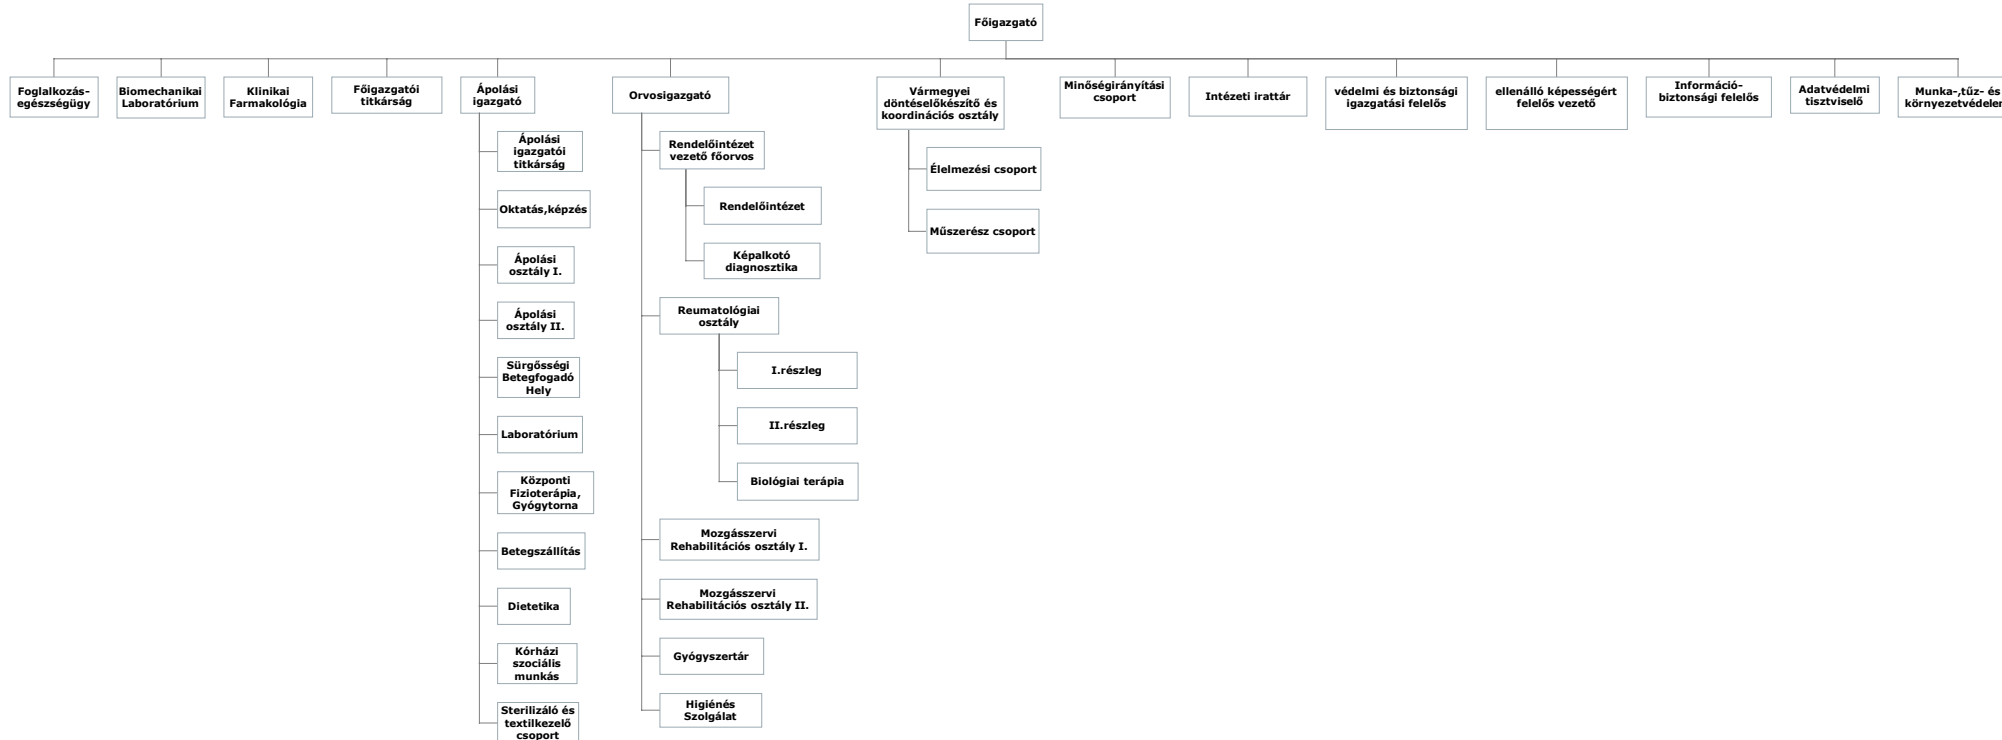 Főigazgató
Foglalkozás-
egészségügy
Biomechanikai
Laboratórium
Klinikai
Farmakológia
Főigazgatói
titkárság
Ápolási
igazgató
Orvosigazgató
Vármegyei
döntéselőkészítő és
koordinációs osztály
Minőségirányítási
csoport
Intézeti irattár
védelmi és biztonsági
igazgatási felelős
ellenálló képességért
felelős vezető
Információ-
biztonsági felelős
Adatvédelmi
tisztviselő
Munka-,tűz- és
környezetvédelem
Ápolási
igazgatói
titkárság
Oktatás,képzés
Ápolási
osztály I.
Ápolási
osztály II.
Sürgősségi
Betegfogadó
Hely
Laboratórium
Központi
Fizioterápia,
Gyógytorna
Betegszállítás
Dietetika
Kórházi
szociális
munkás
Sterilizáló és
textilkezelő
csoport
Rendelőintézet
vezető főorvos
Rendelőintézet
Képalkotó
diagnosztika
Reumatológiai
osztály
I.részleg
II.részleg
Biológiai terápia
Mozgásszervi
Rehabilitációs osztály I.
Mozgásszervi
Rehabilitációs osztály II.
Gyógyszertár
Higiénés
Szolgálat
Élelmezési csoport
Műszerész csoport